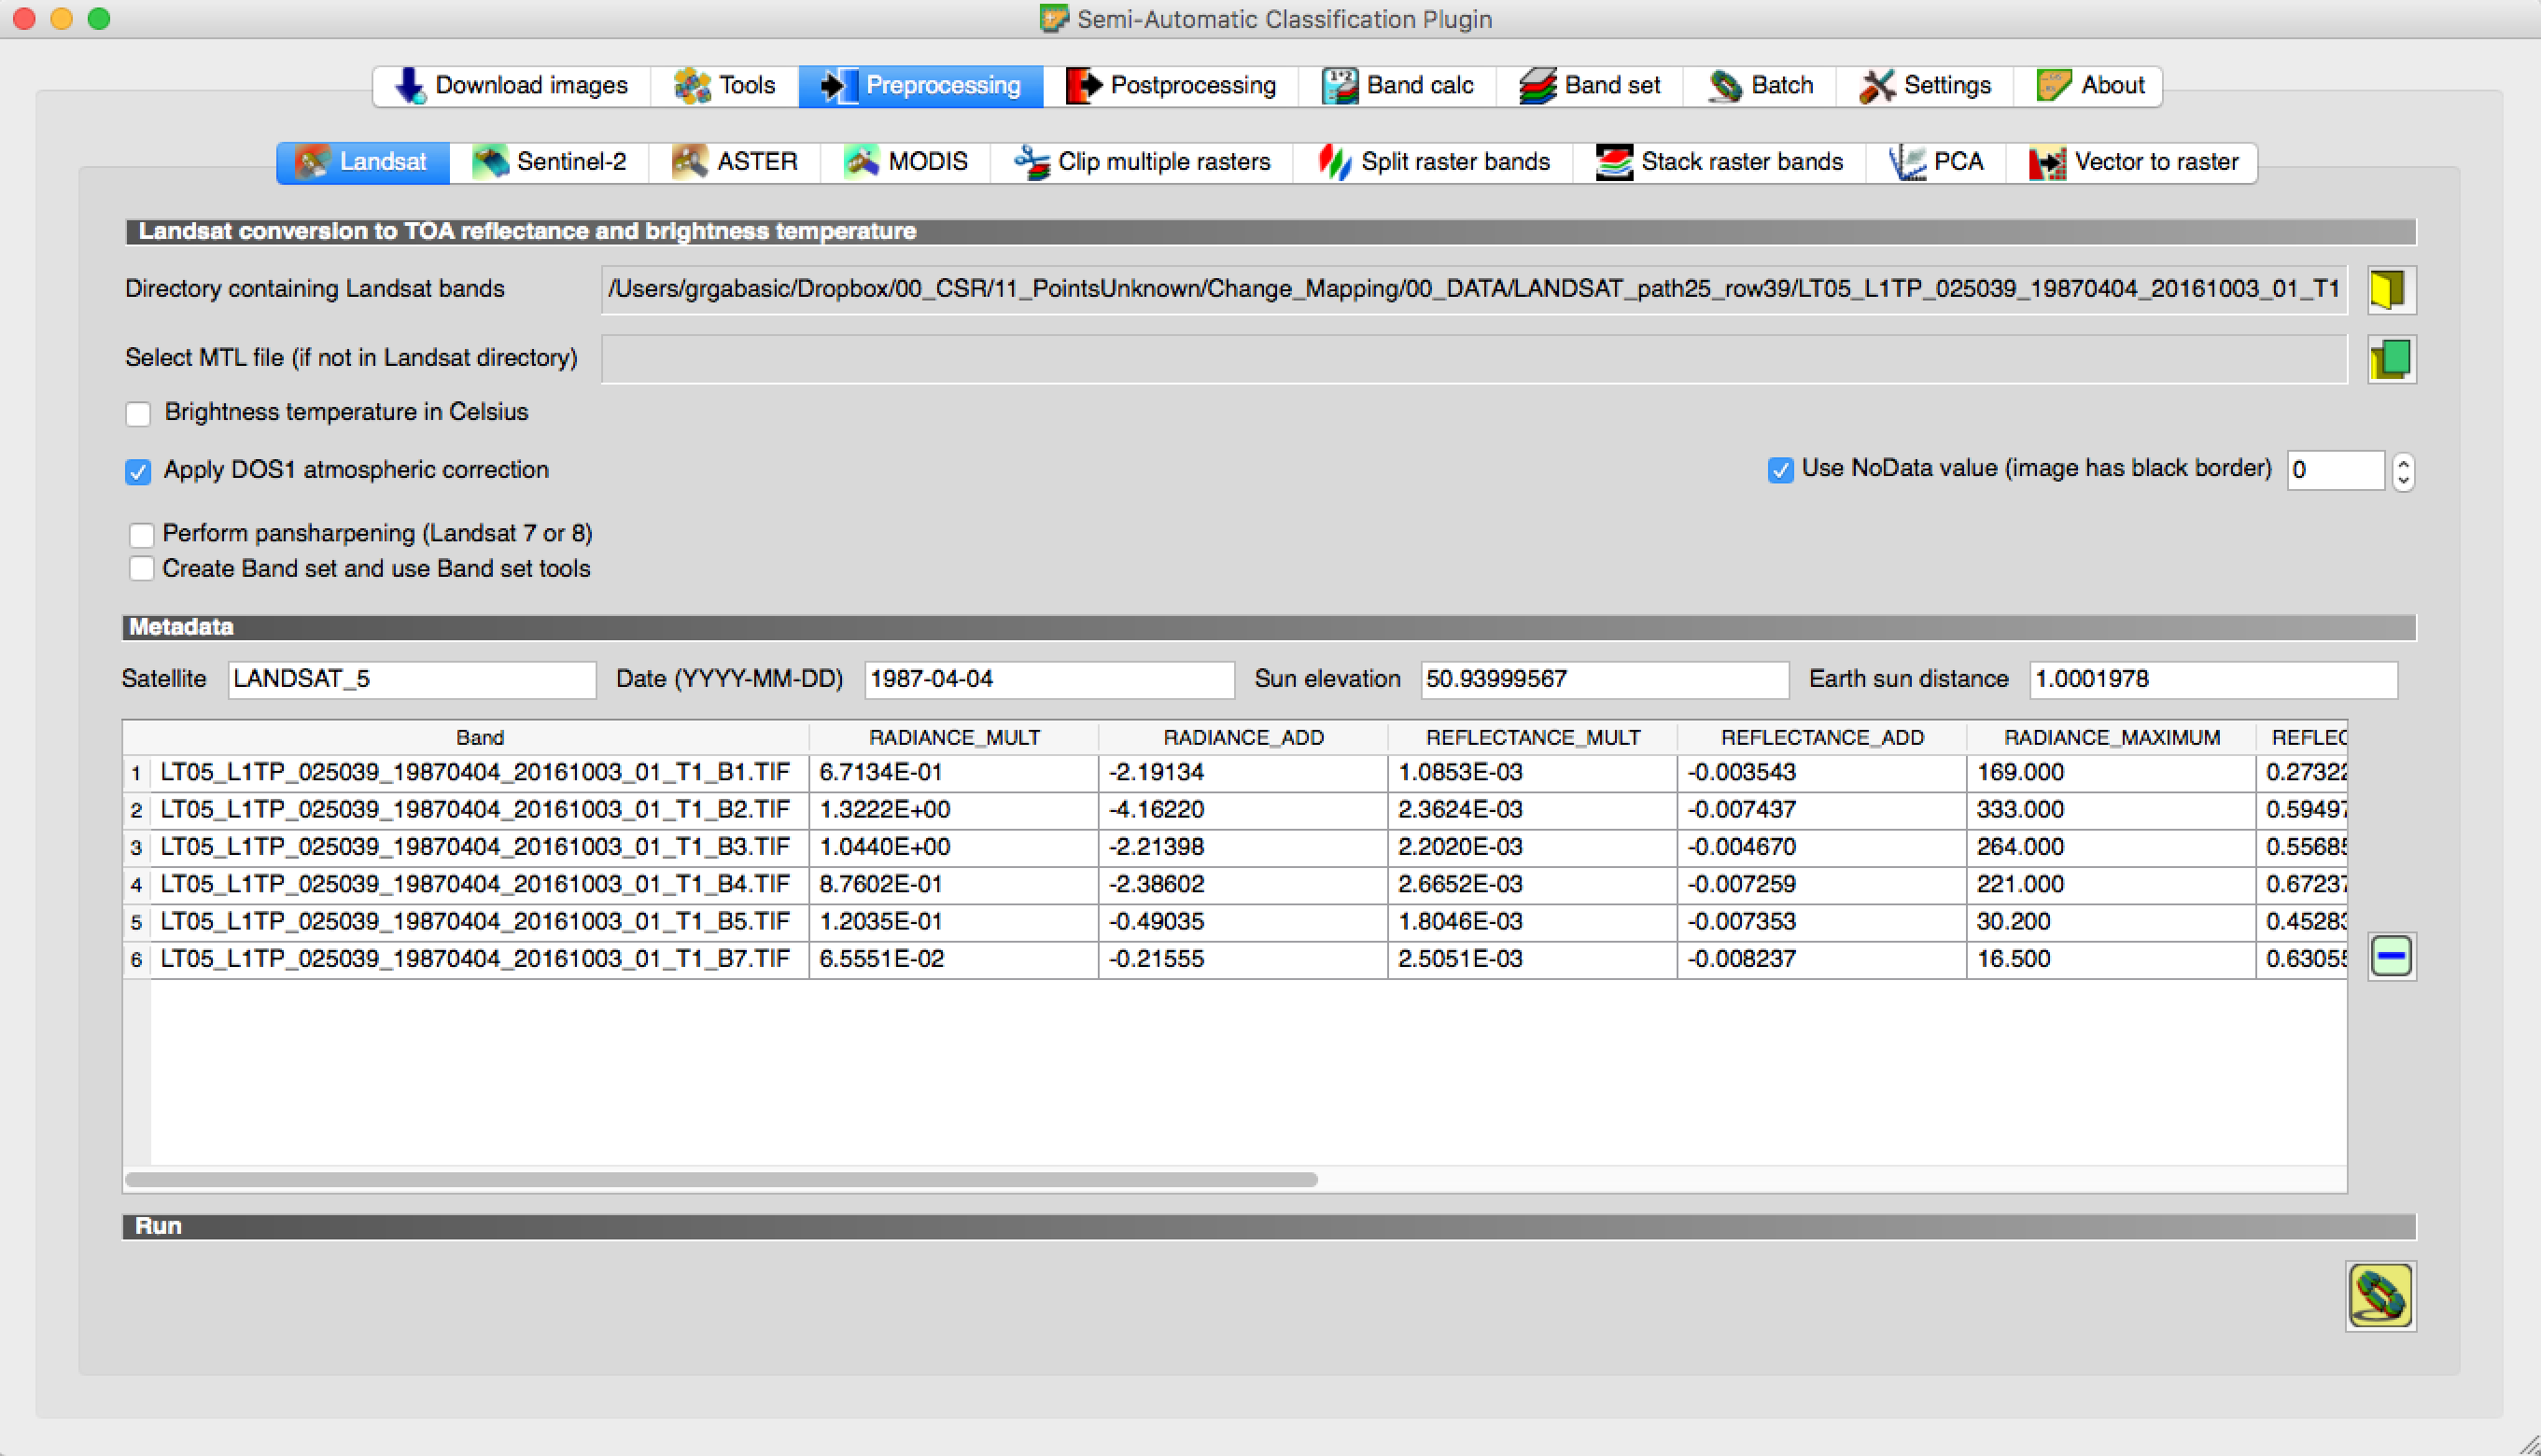 Semi-Automatic Classification Plugin
Download images Tools Preprocessing Postprocessing Band calc Band set Batch Settings About
Landsat Sentinel-2 ASTER MODIS Clip multiple rasters Split raster bands Stack raster bands PCA Vector to raster
Landsat conversion to TOA reflectance and brightness temperature
Directory containing Landsat bands /Users/grgabasic/Dropbox/00_CSR/11_PointsUnknown/Change_Mapping/00_DATA/LANDSAT_path25_row39/LT05_L1TP_025039_19870404_20161003_01_T1
Select MTL file (if not in Landsat directory)
Brightness temperature in Celsius
Apply DOS1 atmospheric correction Use NoData value (image has black border) 0
Perform pansharpening (Landsat 7 or 8)
Create Band set and use Band set tools
Metadata
Satellite LANDSAT_5 Date (YYYY-MM-DD) 1987-04-04 Sun elevation 50.93999567 Earth sun distance 1.0001978
Band RADIANCE_MULT RADIANCE_ADD REFLECTANCE_MULT REFLECTANCE_ADD RADIANCE_MAXIMUM REFLEC
1 LT05_L1TP_025039_19870404_20161003_01_T1_B1.TIF 6.7134E-01 -2.19134 1.0853E-03 -0.003543 169.000 0.27322
2 LT05_L1TP_025039_19870404_20161003_01_T1_B2.TIF 1.3222E+00 -4.16220 2.3624E-03 -0.007437 333.000 0.59497
3 LT05_L1TP_025039_19870404_20161003_01_T1_B3.TIF 1.0440E+00 -2.21398 2.2020E-03 -0.004670 264.000 0.55685
4 LT05_L1TP_025039_19870404_20161003_01_T1_B4.TIF 8.7602E-01 -2.38602 2.6652E-03 -0.007259 221.000 0.67237
5 LT05_L1TP_025039_19870404_20161003_01_T1_B5.TIF 1.2035E-01 -0.49035 1.8046E-03 -0.007353 30.200 0.45283
6 LT05_L1TP_025039_19870404_20161003_01_T1_B7.TIF 6.5551E-02 -0.21555 2.5051E-03 -0.008237 16.500 0.63055
Run